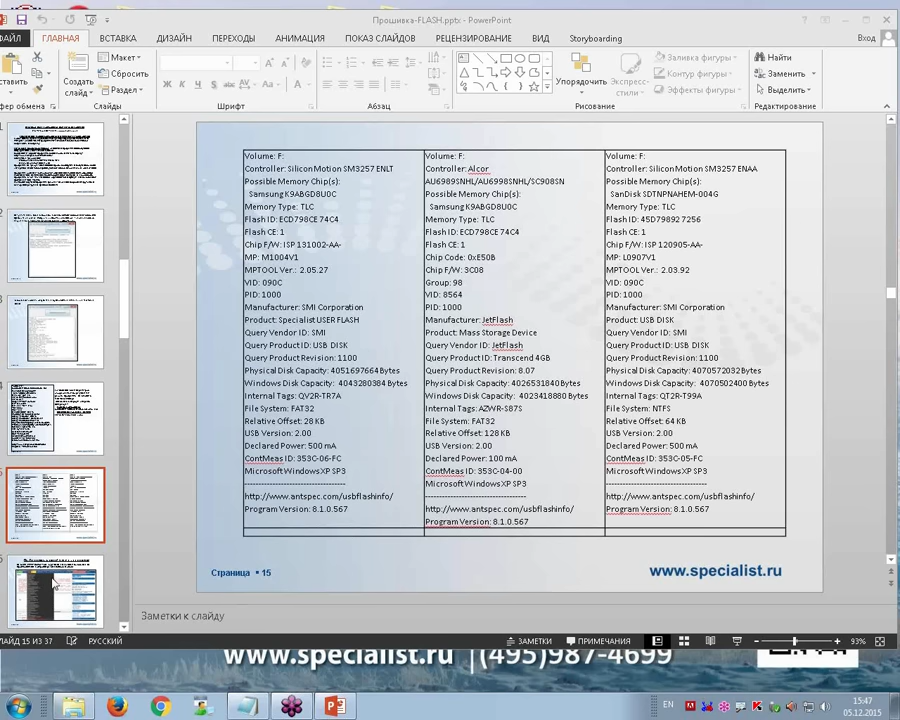 Прошивка-FLASH.pptx - PowerPoint
ФАЙЛ ГЛАВНАЯ ВСТАВКА ДИЗАЙН ПЕРЕХОДЫ АНИМАЦИЯ ПОКАЗ СЛАЙДОВ РЕЦЕНЗИРОВАНИЕ ВИД Storyboarding Вход
Макет
Сбросить
Раздел
Создать
слайд
ставить
Ж К Ч S abc AV Aa A
Упорядочить
Экспресс-
стили
Заливка фигуры
Контур фигуры
Эффекты фигуры
Найти
Заменить
Выделить
фер обмена Слайды Шрифт Абзац Рисование Редактирование
Volume: F:
Controller: Silicon Motion SM3257 ENLT
Possible Memory Chip(s):
Samsung K9ABGD8U0C
Memory Type: TLC
Flash ID: ECD798CE 74C4
Flash CE: 1
Chip F/W: ISP 131002-AA-
MP: M1004V1
MPTOOL Ver.: 2.05.27
VID: 090C
PID: 1000
Manufacturer: SMI Corporation
Product: Specialist USER FLASH
Query Vendor ID: SMI
Query Product ID: USB DISK
Query Product Revision: 1100
Physical Disk Capacity: 4051697664 Bytes
Windows Disk Capacity: 4043280384 Bytes
Internal Tags: QV2R-TR7A
File System: FAT32
Relative Offset: 28 KB
USB Version: 2.00
Declared Power: 500 mA
ContMeas ID: 353C-06-FC
Microsoft Windows XP SP3
------------------------------------
http://www.antspec.com/usbflashinfo/
Program Version: 8.1.0.567
Volume: F:
Controller: Alcor
AU6989SNHL/AU6998SNHL/SC908SN
Possible Memory Chip(s):
Samsung K9ABGD8U0C
Memory Type: TLC
Flash ID: ECD798CE 74C4
Flash CE: 1
Chip Code: 0xE50B
Chip F/W: 3C08
Group: 98
VID: 8564
PID: 1000
Manufacturer: JetFlash
Product: Mass Storage Device
Query Vendor ID: JetFlash
Query Product ID: Transcend 4GB
Query Product Revision: 8.07
Physical Disk Capacity: 4026531840 Bytes
Windows Disk Capacity: 4023418880 Bytes
Internal Tags: AZWR-S87S
File System: FAT32
Relative Offset: 128 KB
USB Version: 2.00
Declared Power: 100 mA
ContMeas ID: 353C-04-00
Microsoft Windows XP SP3
------------------------------------
http://www.antspec.com/usbflashinfo/
Program Version: 8.1.0.567
Volume: F:
Controller: Silicon Motion SM3257 ENAA
Possible Memory Chip(s):
SanDisk SDTNPNAHEM-004G
Memory Type: TLC
Flash ID: 45D79892 7256
Flash CE: 1
Chip F/W: ISP 120905-AA-
MP: L0907V1
MPTOOL Ver.: 2.03.92
VID: 090C
PID: 1000
Manufacturer: SMI Corporation
Product: USB DISK
Query Vendor ID: SMI
Query Product ID: USB DISK
Query Product Revision: 1100
Physical Disk Capacity: 4070572032 Bytes
Windows Disk Capacity: 4070502400 Bytes
Internal Tags: QT2R-T99A
File System: NTFS
Relative Offset: 64 KB
USB Version: 2.00
Declared Power: 500 mA
ContMeas ID: 353C-05-FC
Microsoft Windows XP SP3
------------------------------------
http://www.antspec.com/usbflashinfo/
Program Version: 8.1.0.567
Страница ▪ 15
www.specialist.ru
Заметки к слайду
ЛАЙД 15 ИЗ 37 РУССКИЙ ЗАМЕТКИ ПРИМЕЧАНИЯ 93%
www.specialist.ru |(495)987-4699
EN
15:47
05.12.2015